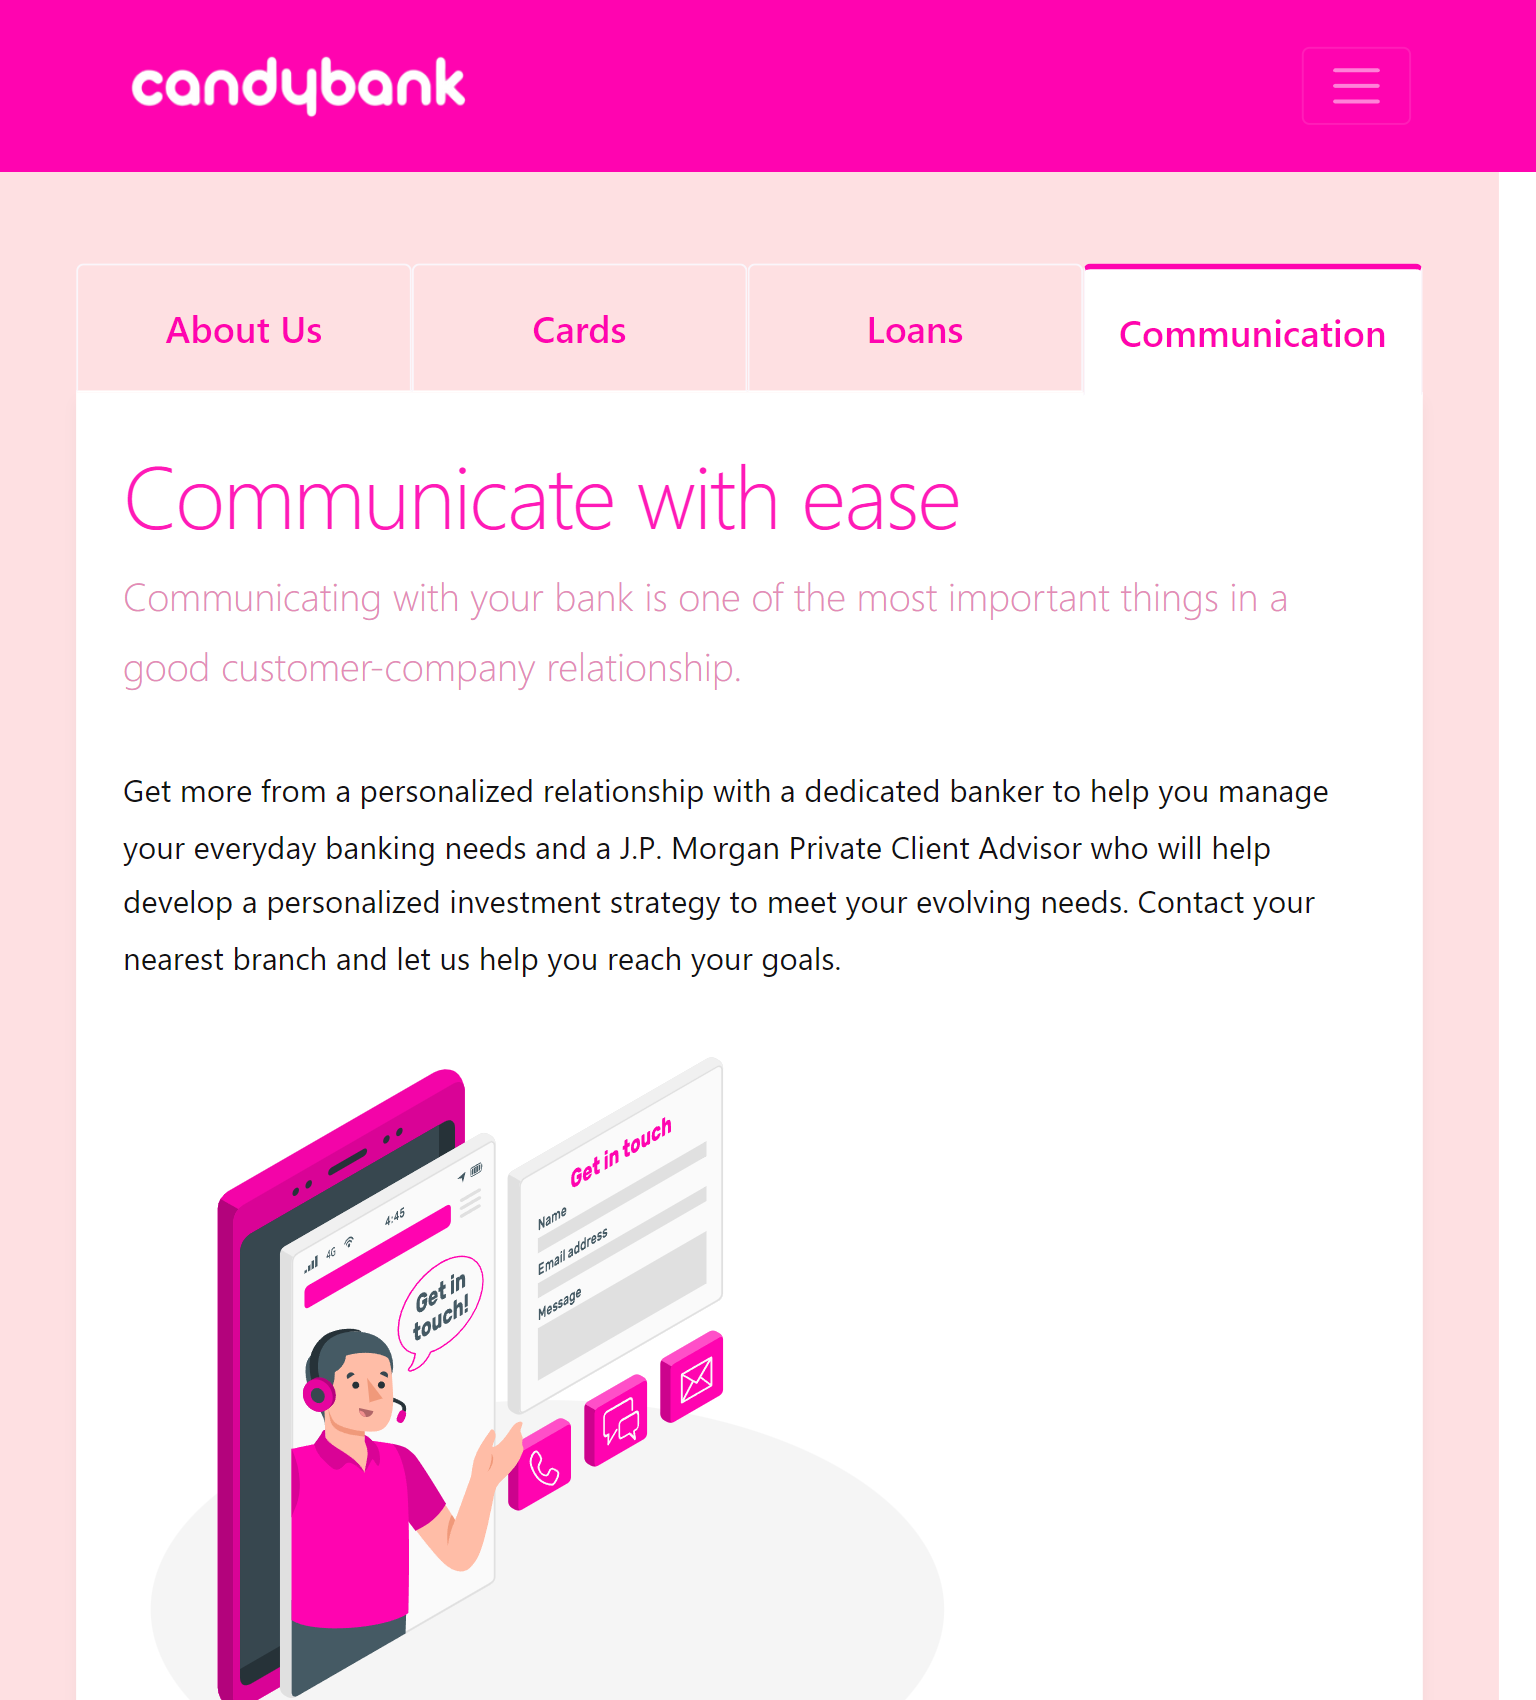 candybank
About Us
Cards
Loans
Communication
Communicate with ease
Communicating with your bank is one of the most important things in a
good customer-company relationship.
Get more from a personalized relationship with a dedicated banker to help you manage
your everyday banking needs and a J.P. Morgan Private Client Advisor who will help
develop a personalized investment strategy to meet your evolving needs. Contact your
nearest branch and let us help you reach your goals.
4G
4:45
Get in
touch!
Get in touch
Name
Email address
Message